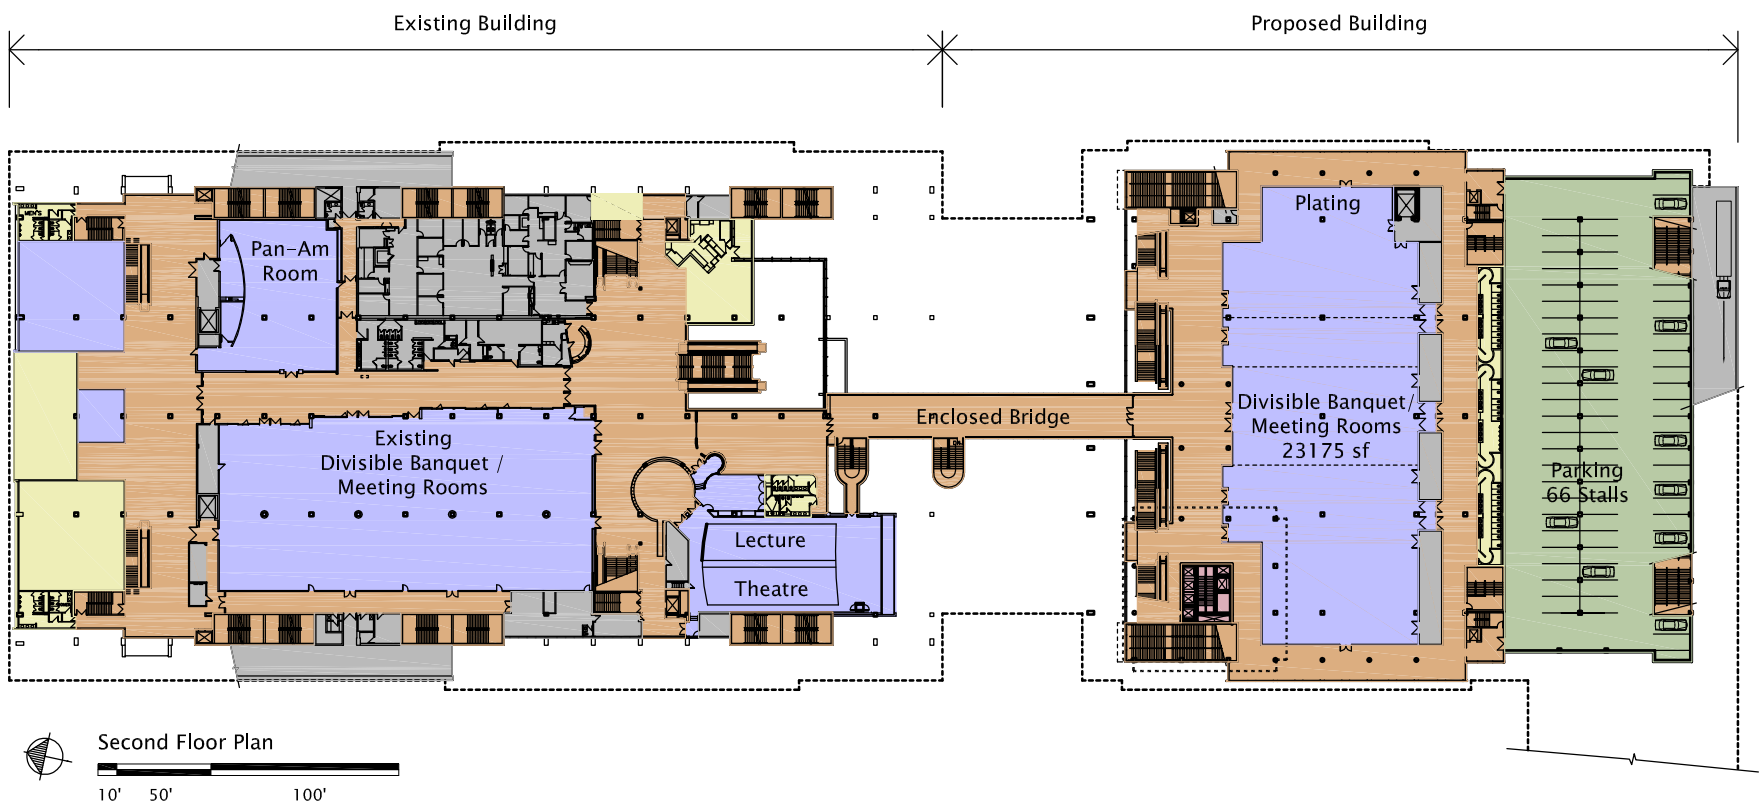 Existing Building
Proposed Building
MEN'S
Pan-Am
Room
Plating
Existing
Divisible Banquet /
Meeting Rooms
Enclosed Bridge
Divisible Banquet/
Meeting Rooms
23175 sf
Parking
66 Stalls
Lecture
Theatre
Second Floor Plan
10' 50' 100'